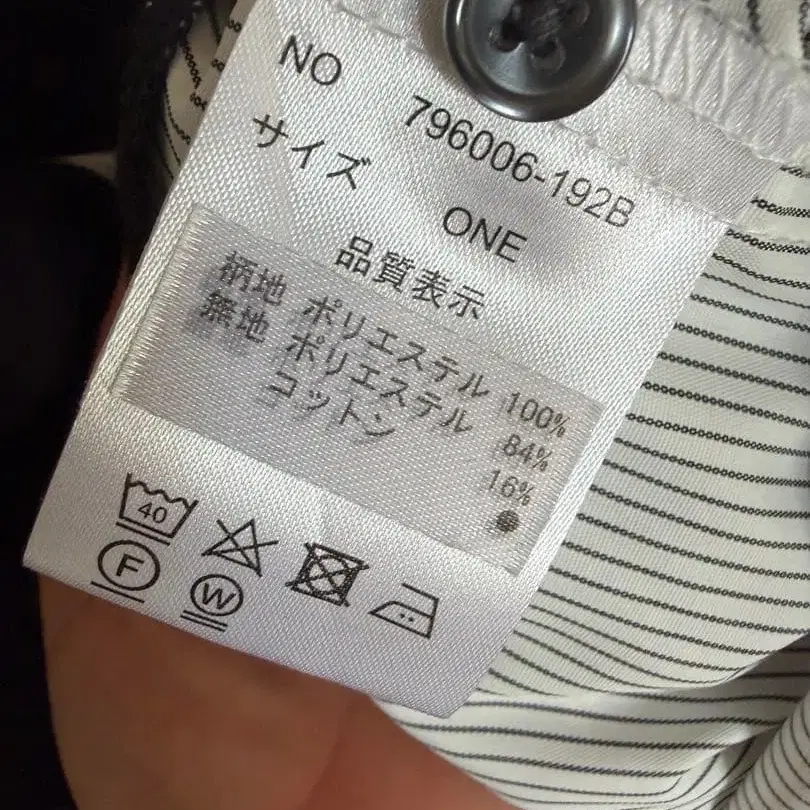 NO 796006-192B
サイズ ONE
品質表示
柄地 ポリエステル 100%
無地 ポリエステル 84%
コットン 16%
40
F W